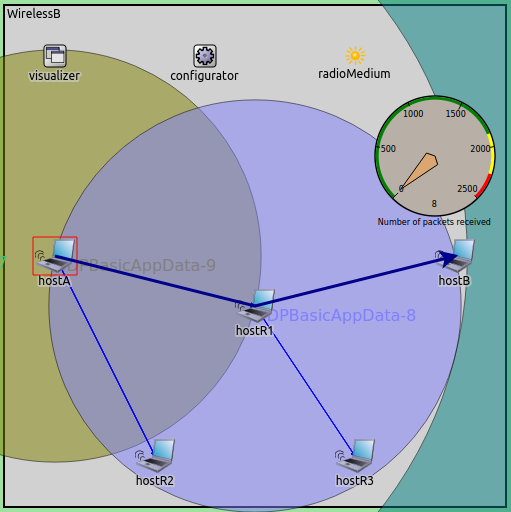 WirelessB
visualizer
configurator
radioMedium
0
500
1000
1500
2000
2500
8
Number of packets received
hostA
DPBasicAppData-9
hostB
hostR1
DPBasicAppData-8
hostR2
hostR3